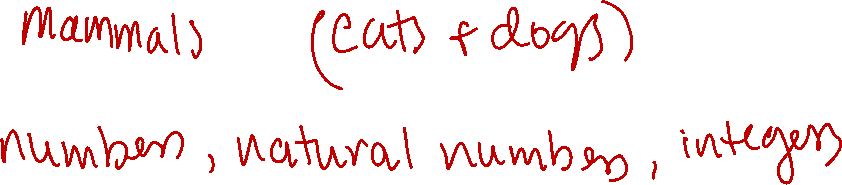 Mammals (cats + dogs)
numbers, natural numbers, integers